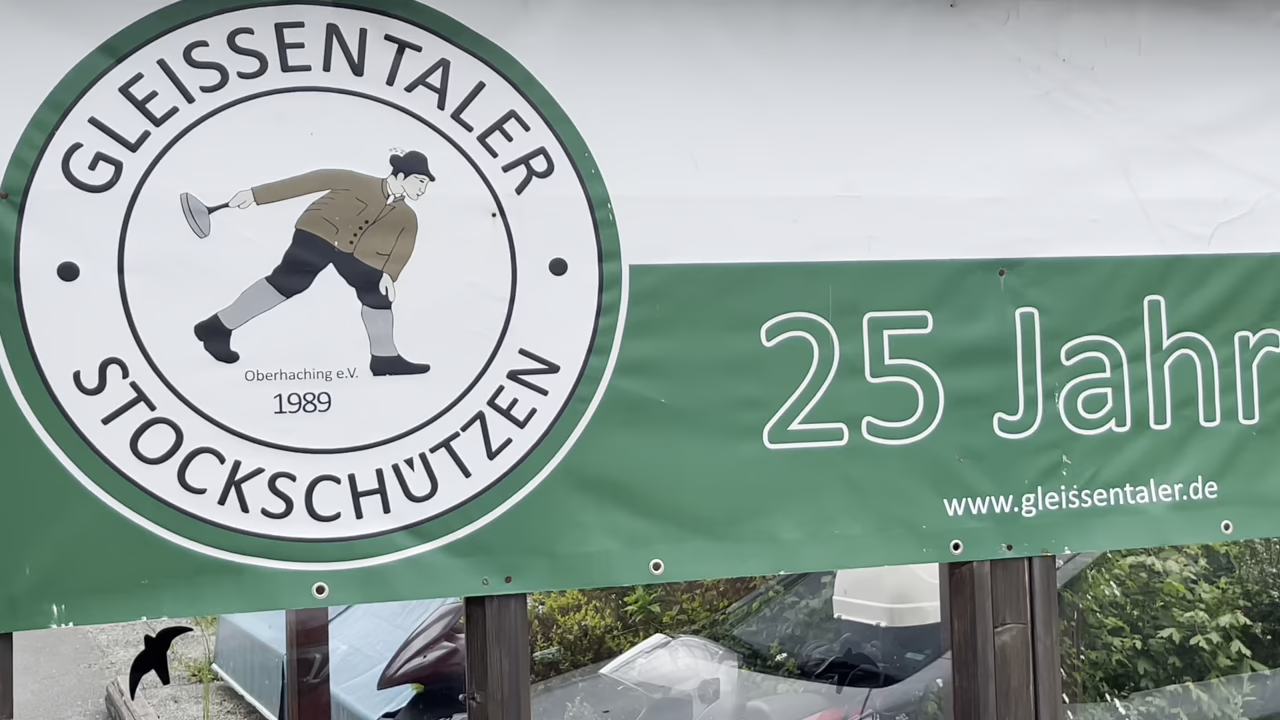 GLEISSENTALER
Oberhaching e.V.
1989
STOCKSCHÜTZEN
25 Jahr
www.gleissentaler.de